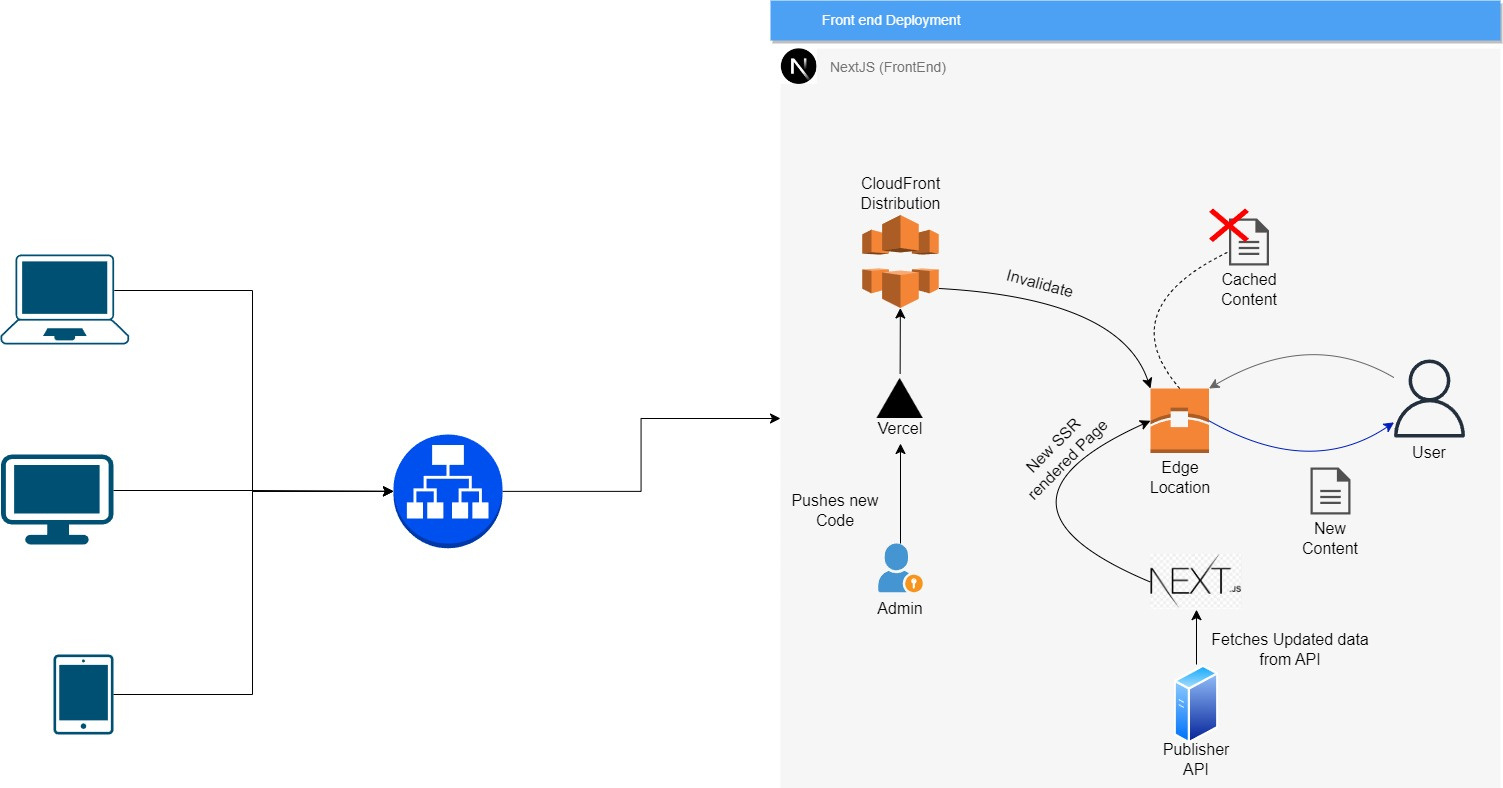 Front end Deployment
N
NextJS (FrontEnd)
CloudFront
Distribution
Invalidate
Cached
Content
Vercel
New SSR
rendered Page
Edge
Location
User
Pushes new
Code
New
Content
Admin
NEXT.JS
Fetches Updated data
from API
Publisher
API